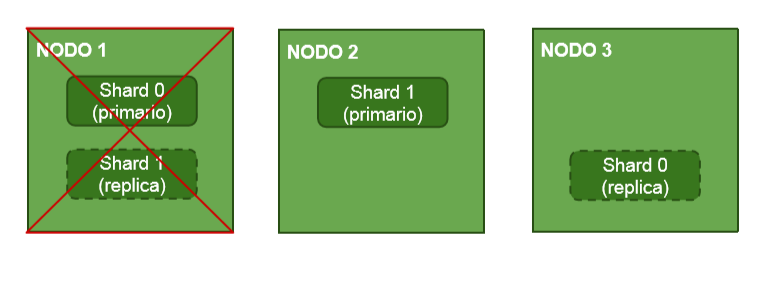 NODO 1
Shard 0
(primario)
Shard 1
(replica)
NODO 2
Shard 1
(primario)
NODO 3
Shard 0
(replica)